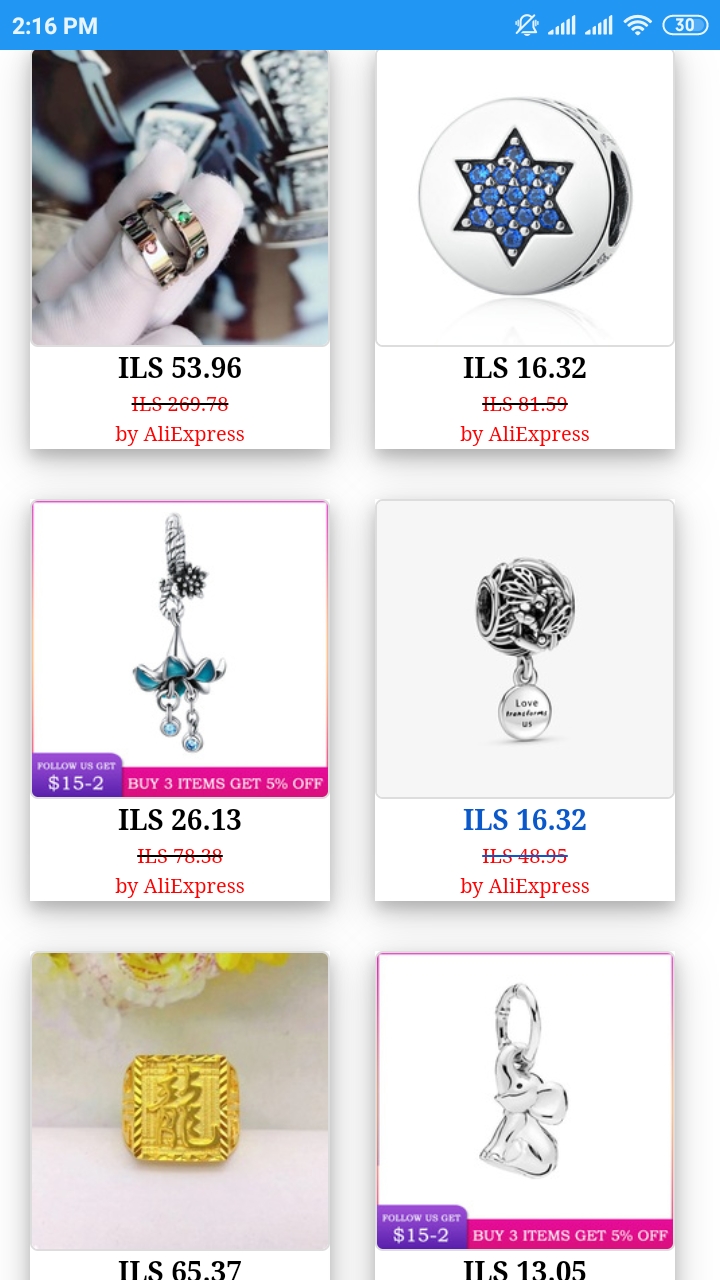 2:16 PM
30
ILS 53.96
ILS 269.78
by AliExpress
ILS 16.32
ILS 81.59
by AliExpress
FOLLOW US GET
$15-2
BUY 3 ITEMS GET 5% OFF
ILS 26.13
ILS 78.38
by AliExpress
Love
transforms
us
ILS 16.32
ILS 48.95
by AliExpress
龍
ILS 65.37
FOLLOW US GET
$15-2
BUY 3 ITEMS GET 5% OFF
ILS 13.05